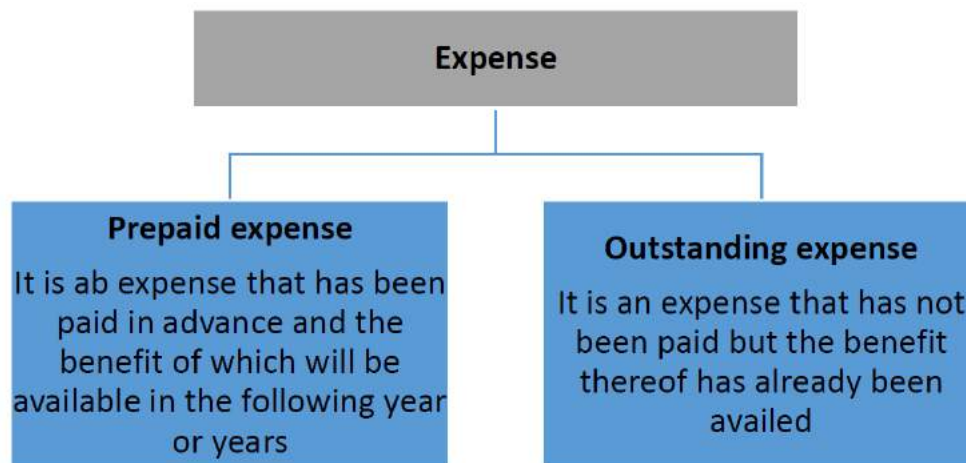 Expense
Prepaid expense
It is ab expense that has been
paid in advance and the
benefit of which will be
available in the following year
or years
Outstanding expense
It is an expense that has not
been paid but the benefit
thereof has already been
availed